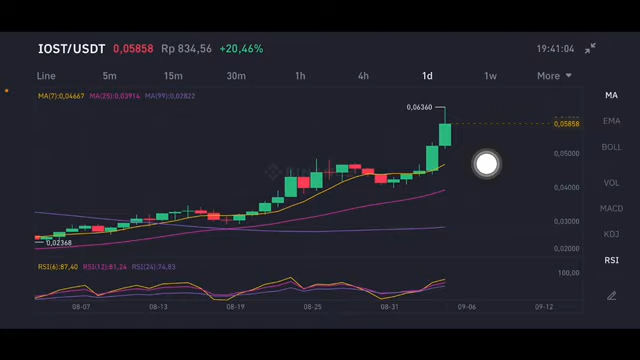 IOST/USDT 0,05858 Rp 834,56 +20,46% 19:41:04
Line 5m 15m 30m 1h 4h 1d 1w More
MA(7):0,04667 MA(25):0,03914 MA(99):0,02822
MA
0,06360
0,05858
EMA
BOLL
0,05000
VOL
0,04000
MACD
0,03000
KDJ
0,02368
0,02000
RSI(6):87,40 RSI(12):81,24 RSI(24):74,83
RSI
100,00
08-07 08-13 08-19 08-25 08-31 09-06 09-12